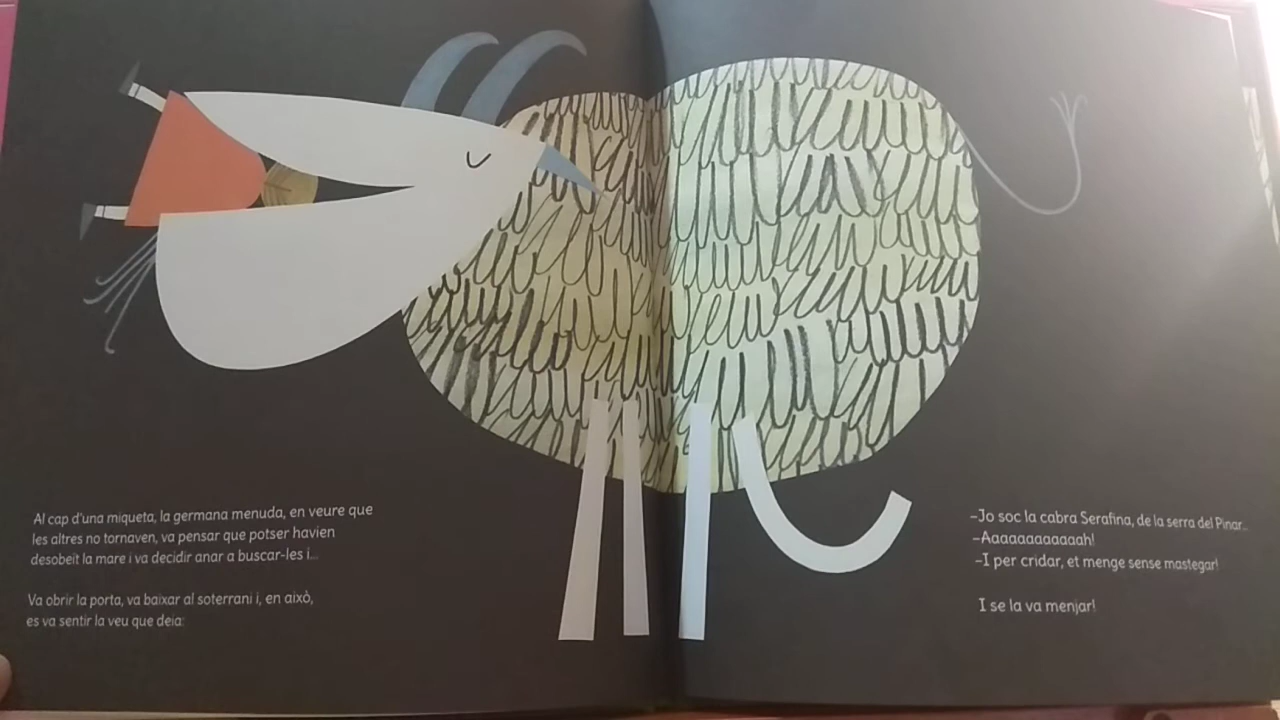 Al cap d'una miqueta, la germana menuda, en veure que
les altres no tornaven, va pensar que potser havien
desobeït la mare i va decidir anar a buscar-les i...
Va obrir la porta, va baixar al soterrani i, en això,
es va sentir la veu que deia:
–Jo soc la cabra Serafina, de la serra del Pinar...
–Aaaaaaaaaaaah!
–I per cridar, et menge sense mastegar!
I se la va menjar!